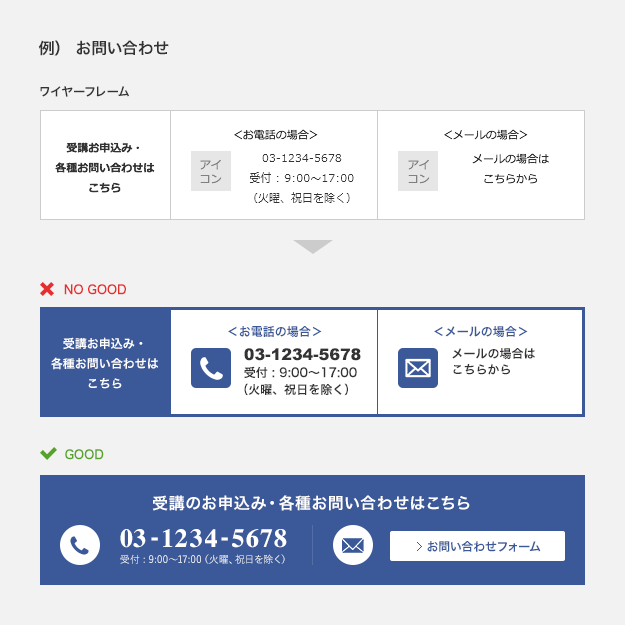 例） お問い合わせ
ワイヤーフレーム
受講お申込み・
各種お問い合わせは
こちら
＜お電話の場合＞
アイ
コン
03-1234-5678
受付：9:00～17:00
（火曜、祝日を除く）
＜メールの場合＞
アイ
コン
メールの場合は
こちらから
NO GOOD
受講お申込み・
各種お問い合わせは
こちら
＜お電話の場合＞
03-1234-5678
受付：9:00～17:00
（火曜、祝日を除く）
＜メールの場合＞
メールの場合は
こちらから
GOOD
受講のお申込み・各種お問い合わせはこちら
03-1234-5678
受付：9:00～17:00（火曜、祝日を除く）
＞お問い合わせフォーム